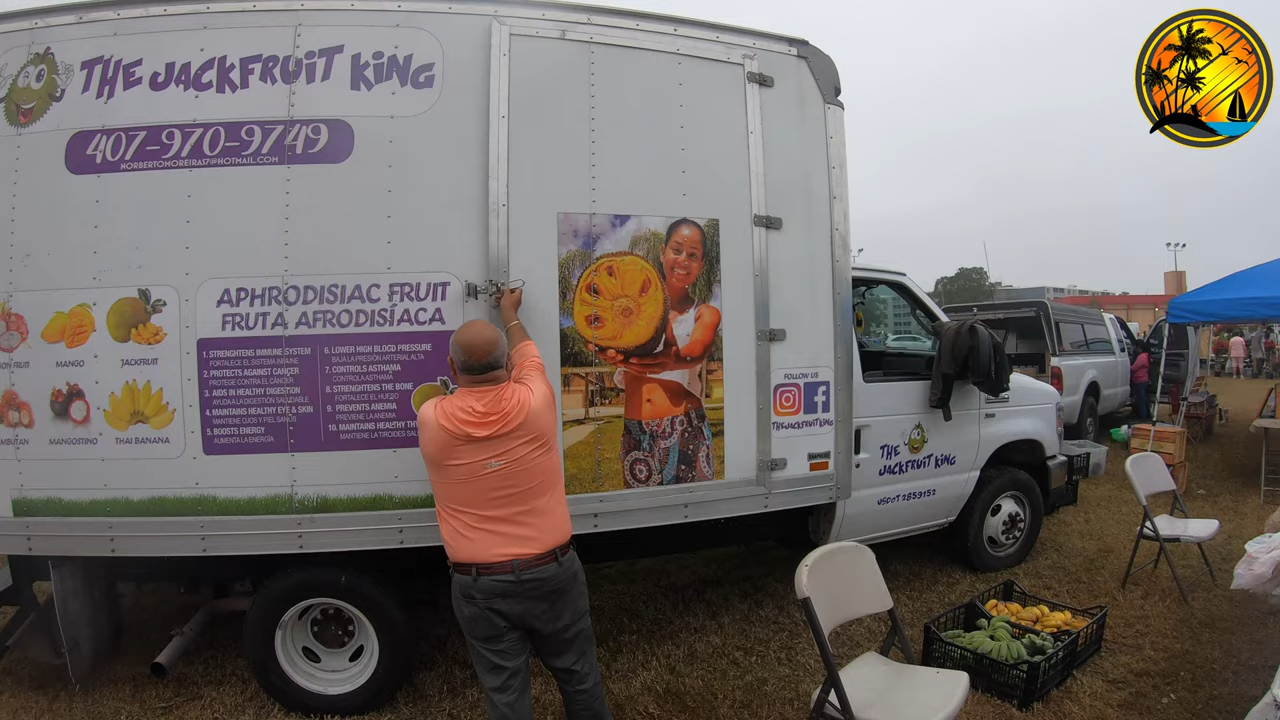 THE JACKFRUIT KING
407-970-9749
NORBERTOMOREIRA57@HOTMAIL.COM
MANGO
JACKFRUIT
MANGOSTINO
THAI BANANA
APHRODISIAC FRUIT
FRUTA AFRODISÍACA
1. STRENGHTENS IMMUNE SYSTEM
FORTALECE EL SISTEMA INMUNE
2. PROTECTS AGAINST CANCER
PROTEGE CONTRA EL CÁNCER
3. AIDS IN HEALTHY DIGESTION
AYUDA A LA DIGESTIÓN SALUDABLE
4. MAINTAINS HEALTHY EYE & SKIN
MANTIENE OJOS Y PIEL SANOS
5. BOOSTS ENERGY
AUMENTA LA ENERGÍA
6. LOWER HIGH BLOCD PRESSURE
BAJA LA PRESIÓN ARTERIAL ALTA
7. CONTROLS ASTHAMA
CONTROLA ASTHAMA
8. STRENGTHENS THE BONE
FORTALECE EL HUESO
9. PREVENTS ANEMIA
PREVIENE LA ANEMIA
10. MAINTAINS HEALTHY
MANTIENE LA TIROIDES
FOLLOW US
THEJACKFRUITKING
THE
JACKFRUIT KING
USDOT 2859152